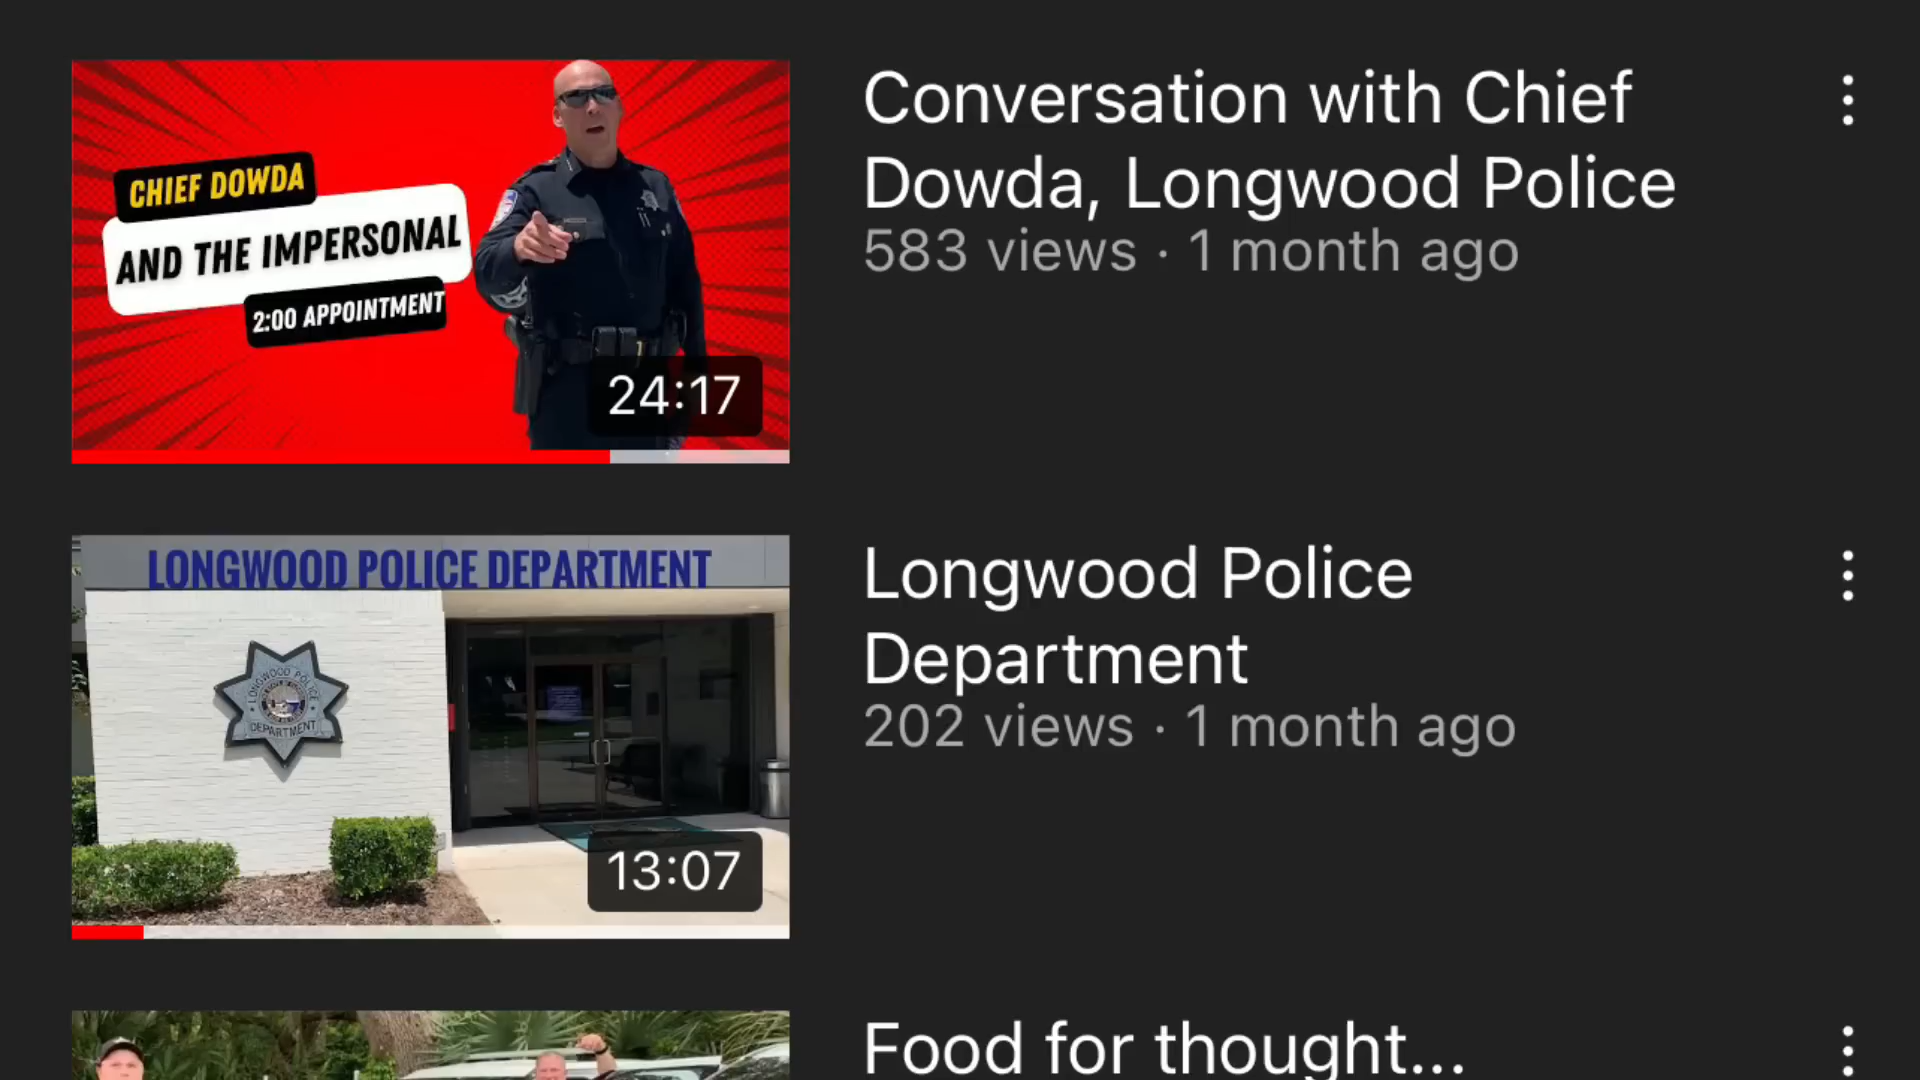 CHIEF DOWDA
AND THE IMPERSONAL
2:00 APPOINTMENT
24:17
Conversation with Chief
Dowda, Longwood Police
583 views · 1 month ago
LONGWOOD POLICE DEPARTMENT
LONGWOOD POLICE
DEPARTMENT
13:07
Longwood Police
Department
202 views · 1 month ago
Food for thought...